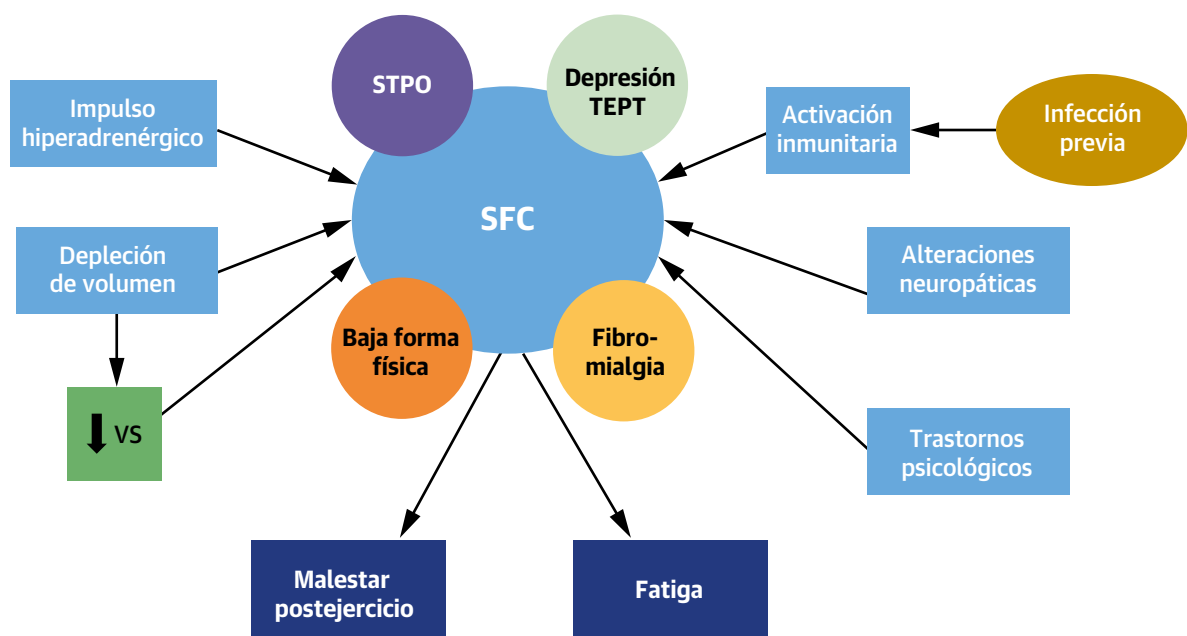 STPO
Depresión
TEPT
Impulso
hiperadrenérgico
Activación
inmunitaria
Infección
previa
SFC
Depleción
de volumen
Alteraciones
neuropáticas
Baja forma
física
Fibro-
mialgia
VS
Trastornos
psicológicos
Malestar
postejercicio
Fatiga